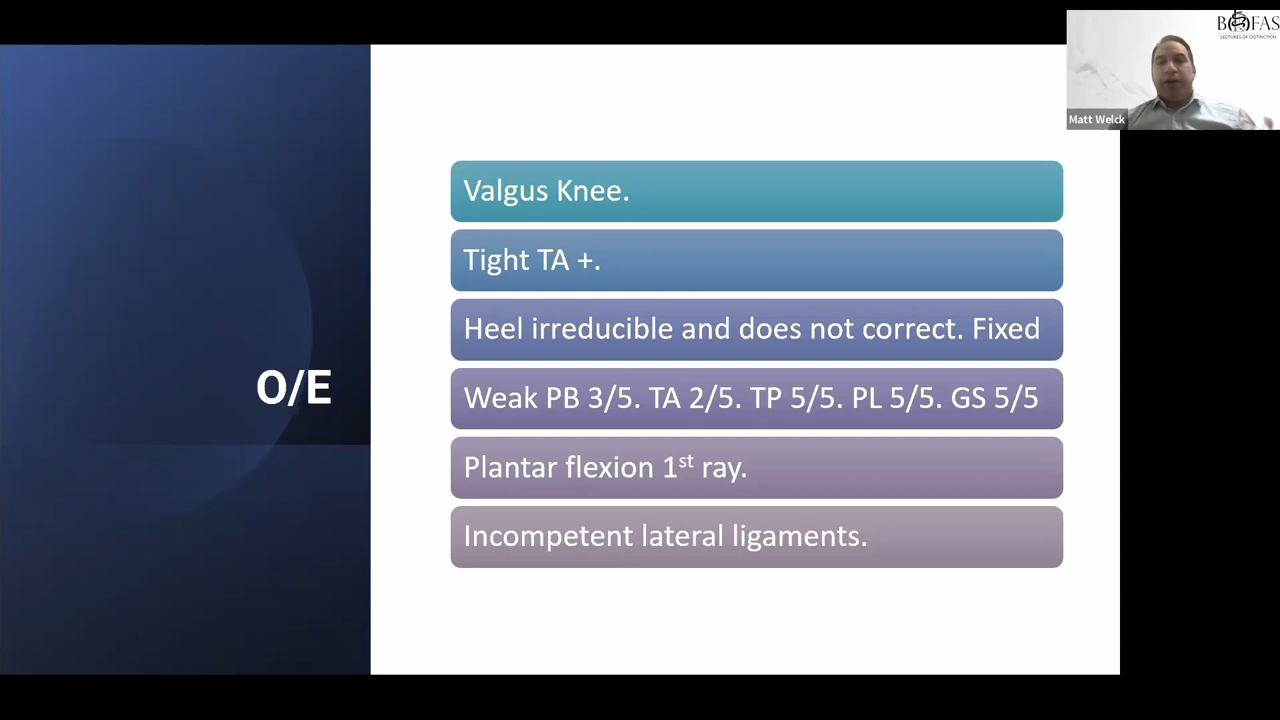 BOFAS
LECTURES OF DISTINCTION
Matt Welck
Valgus Knee.
Tight TA +.
Heel irreducible and does not correct. Fixed
O/E
Weak PB 3/5. TA 2/5. TP 5/5. PL 5/5. GS 5/5
Plantar flexion 1st ray.
Incompetent lateral ligaments.